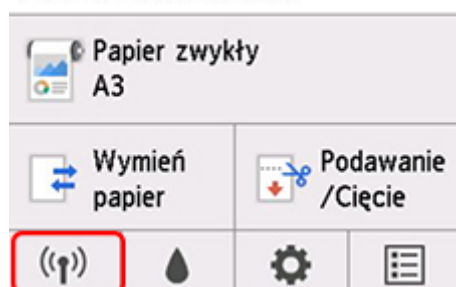 Papier zwykły
A3
Wymień
papier
Podawanie
/Cięcie